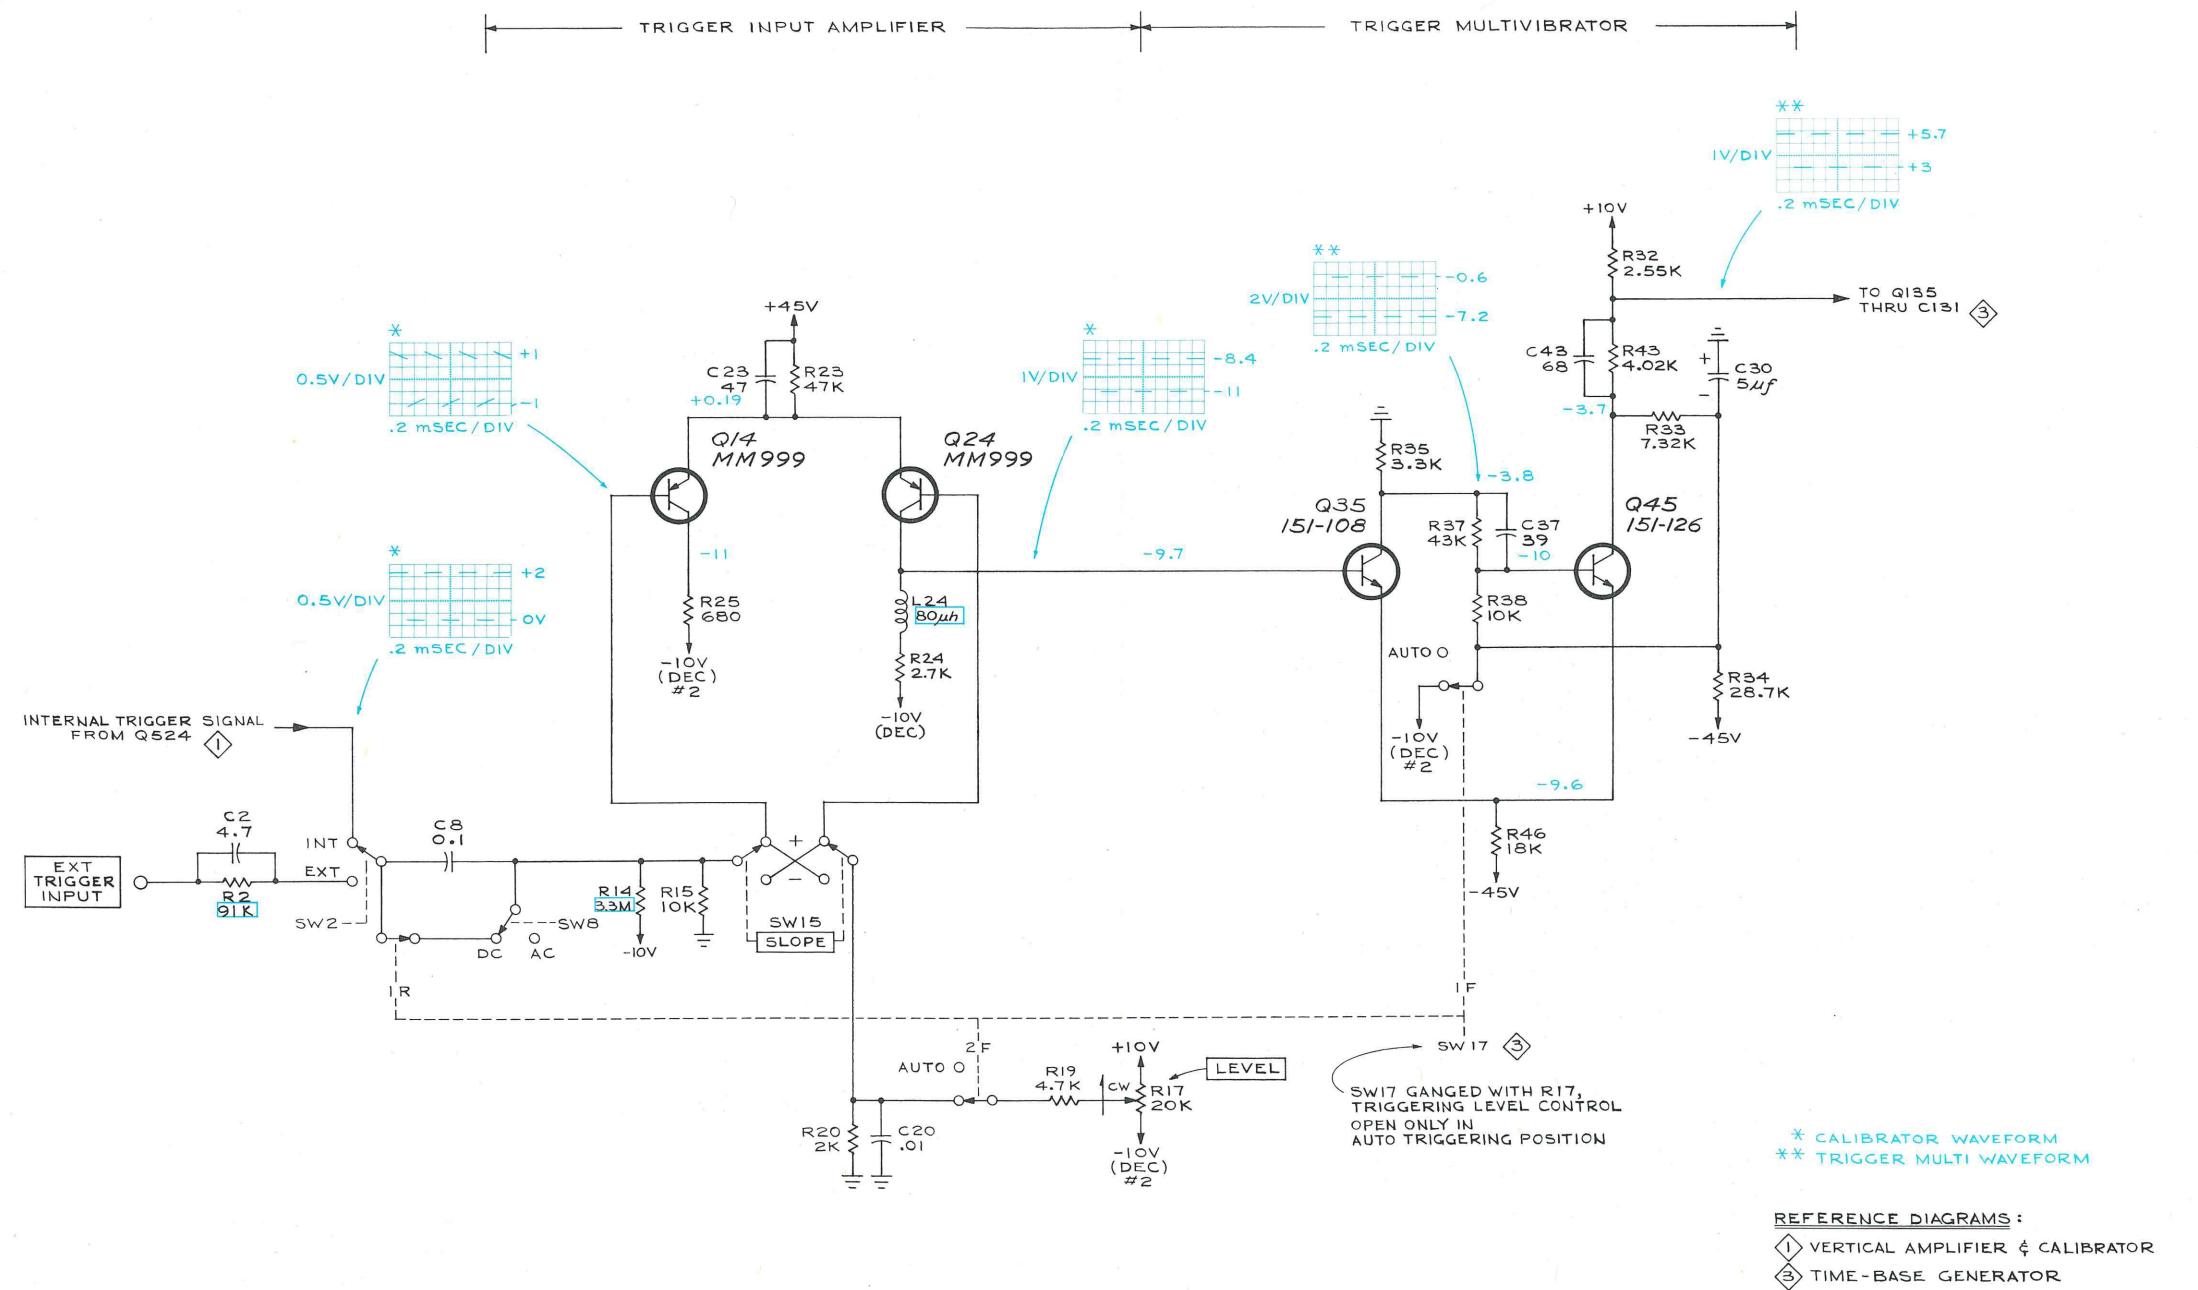 TRIGGER INPUT AMPLIFIER
TRIGGER MULTIVIBRATOR
**
1V/DIV
+5.7
+3
.2 mSEC/DIV
+10V
R32
2.55K
TO Q135
THRU C131
3
**
2V/DIV
-0.6
-7.2
.2 mSEC/DIV
C43
68
R43
4.02K
+
C30
5μf
-
-3.7
R33
7.32K
*
0.5V/DIV
+1
-1
.2 mSEC/DIV
+45V
C23
47
R23
47K
+0.19
Q14
MM999
Q24
MM999
*
1V/DIV
-8.4
-11
.2 mSEC/DIV
R35
3.3K
-3.8
Q35
151-108
R37
43K
C37
39
-10
Q45
151-126
*
0.5V/DIV
+2
0V
.2 mSEC/DIV
-11
-9.7
R25
680
-10V
(DEC)
#2
L24
80μh
R24
2.7K
-10V
(DEC)
R38
10K
AUTO
-10V
(DEC)
#2
R34
28.7K
-45V
-9.6
R46
18K
-45V
INTERNAL TRIGGER SIGNAL
FROM Q524
1
EXT
TRIGGER
INPUT
C2
4.7
R2
91K
INT
EXT
SW2
C8
0.1
SW8
DC
AC
R14
3.3M
-10V
R15
10K
+
-
SW15
SLOPE
1R
2F
1F
AUTO
R19
4.7K
CW
+10V
R17
20K
LEVEL
-10V
(DEC)
#2
R20
2K
C20
.01
SW17
3
SW17 GANGED WITH R17,
TRIGGERING LEVEL CONTROL
OPEN ONLY IN
AUTO TRIGGERING POSITION
* CALIBRATOR WAVEFORM
** TRIGGER MULTI WAVEFORM
REFERENCE DIAGRAMS:
1 VERTICAL AMPLIFIER & CALIBRATOR
3 TIME-BASE GENERATOR